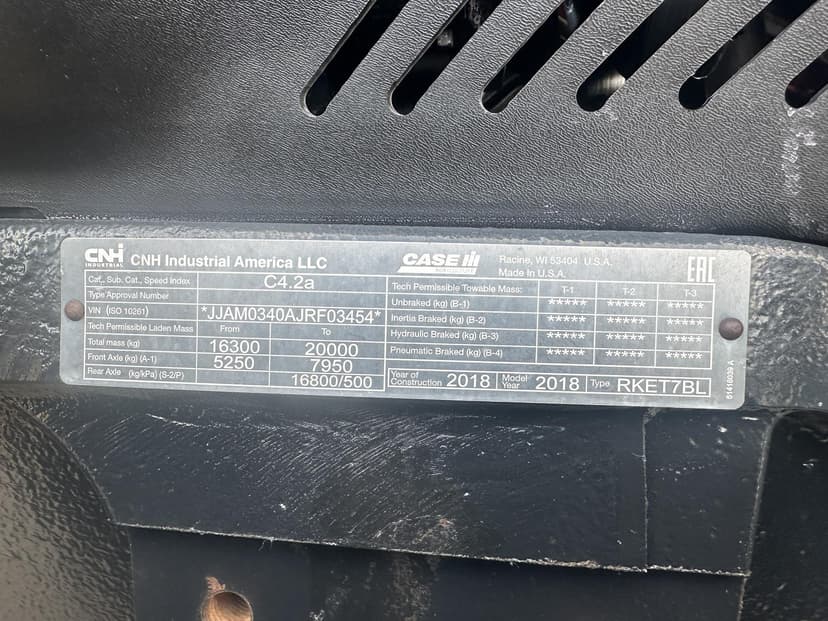 CNH INDUSTRIAL CNH Industrial America LLC
CASE IH
Racine, WI 53404 U.S.A.
Made in U.S.A.
EAC
Cat., Sub. Cat., Speed Index C4.2a
Type Approval Number
VIN (ISO 10261) *JJAM0340AJRF03454*
Tech Permissible Laden Mass From To
Total mass (kg) 16300 20000
Front Axle (kg) (A-1) 5250 7950
Rear Axle (kg/kPa) (S-2/P) 16800/500
Tech Permissible Towable Mass: T-1 T-2 T-3
Unbraked (kg) (B-1) ***** ***** *****
Inertia Braked (kg) (B-2) ***** ***** *****
Hydraulic Braked (kg) (B-3) ***** ***** *****
Pneumatic Braked (kg) (B-4) ***** ***** *****
Year of Construction 2018 Model Year 2018 Type RKET7BL
51416039 A